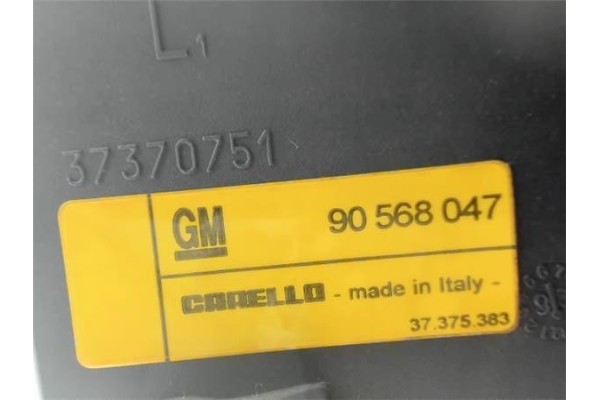 L1
37370751
GM 90 568 047
CARELLO - made in Italy -
37.375.383